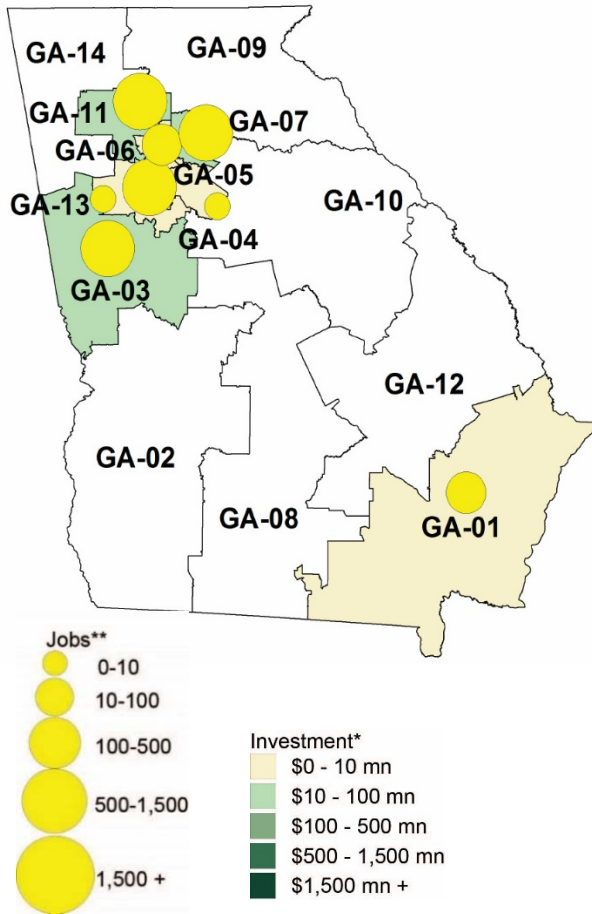 GA-14
GA-09
GA-11
GA-07
GA-06
GA-05
GA-13
GA-10
GA-04
GA-03
GA-12
GA-02
GA-08
GA-01
Jobs**
0-10
10-100
100-500
500-1,500
1,500 +
Investment*
$0 - 10 mn
$10 - 100 mn
$100 - 500 mn
$500 - 1,500 mn
$1,500 mn +